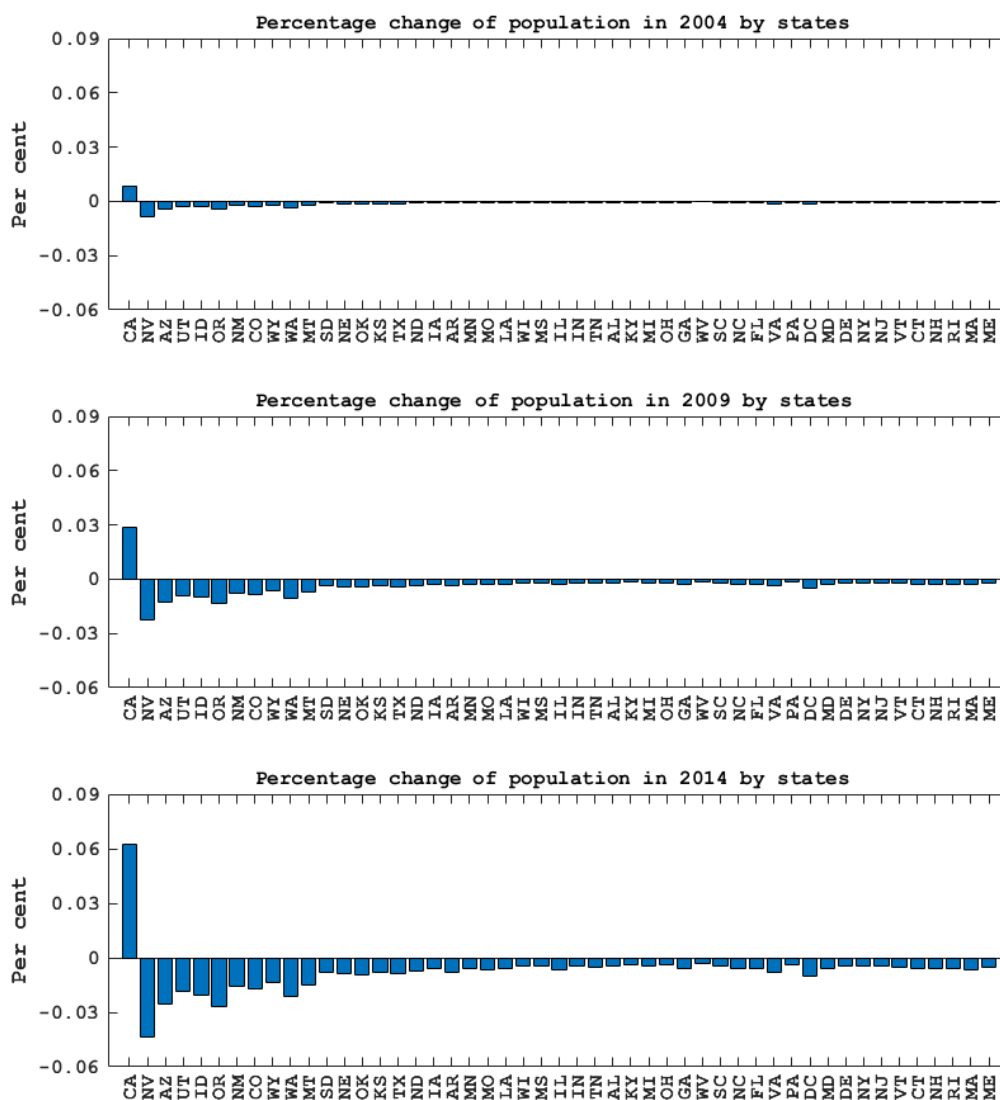 Percentage change of population in 2004 by states
0.09
0.06
0.03
0
-0.03
-0.06
Per cent
CA NV AZ UT ID OR NM CO WY WA MT SD NE OK KS TX ND IA AR MN MO LA WI MS IL IN TN AL KY MI OH GA WV SC NC FL VA PA DC MD DE NY NJ VT CT NH RI MA ME
Percentage change of population in 2009 by states
0.09
0.06
0.03
0
-0.03
-0.06
Per cent
CA NV AZ UT ID OR NM CO WY WA MT SD NE OK KS TX ND IA AR MN MO LA WI MS IL IN TN AL KY MI OH GA WV SC NC FL VA PA DC MD DE NY NJ VT CT NH RI MA ME
Percentage change of population in 2014 by states
0.09
0.06
0.03
0
-0.03
-0.06
Per cent
CA NV AZ UT ID OR NM CO WY WA MT SD NE OK KS TX ND IA AR MN MO LA WI MS IL IN TN AL KY MI OH GA WV SC NC FL VA PA DC MD DE NY NJ VT CT NH RI MA ME